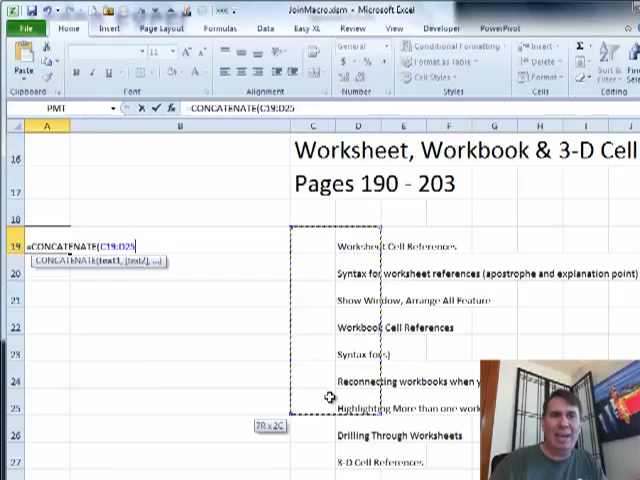 JoinMacro.xlsm - Microsoft Excel
File Home Insert Page Layout Formulas Data Easy XL Review View Developer PowerPivot
Paste
11
General
Conditional Formatting
Format as Table
Cell Styles
Insert
Delete
Format
Sort
Clipboard Font Alignment Number Styles Cells Editing
PMT =CONCATENATE(C19:D25
A B C D E F G H I J
16 Worksheet, Workbook & 3-D Cell
17 Pages 190 - 203
18
19 =CONCATENATE(C19:D25 Worksheet Cell References
CONCATENATE(text1, [text2], ...)
20 Syntax for worksheet references (apostrophe and explanation point)
21 Show Window, Arrange All Feature
22 Workbook Cell References
23 Syntax fo
24 Reconnecting workbooks when y
25 Highlighting More than one work
7R x 2C
26 Drilling Through Worksheets
27 3-D Cell References